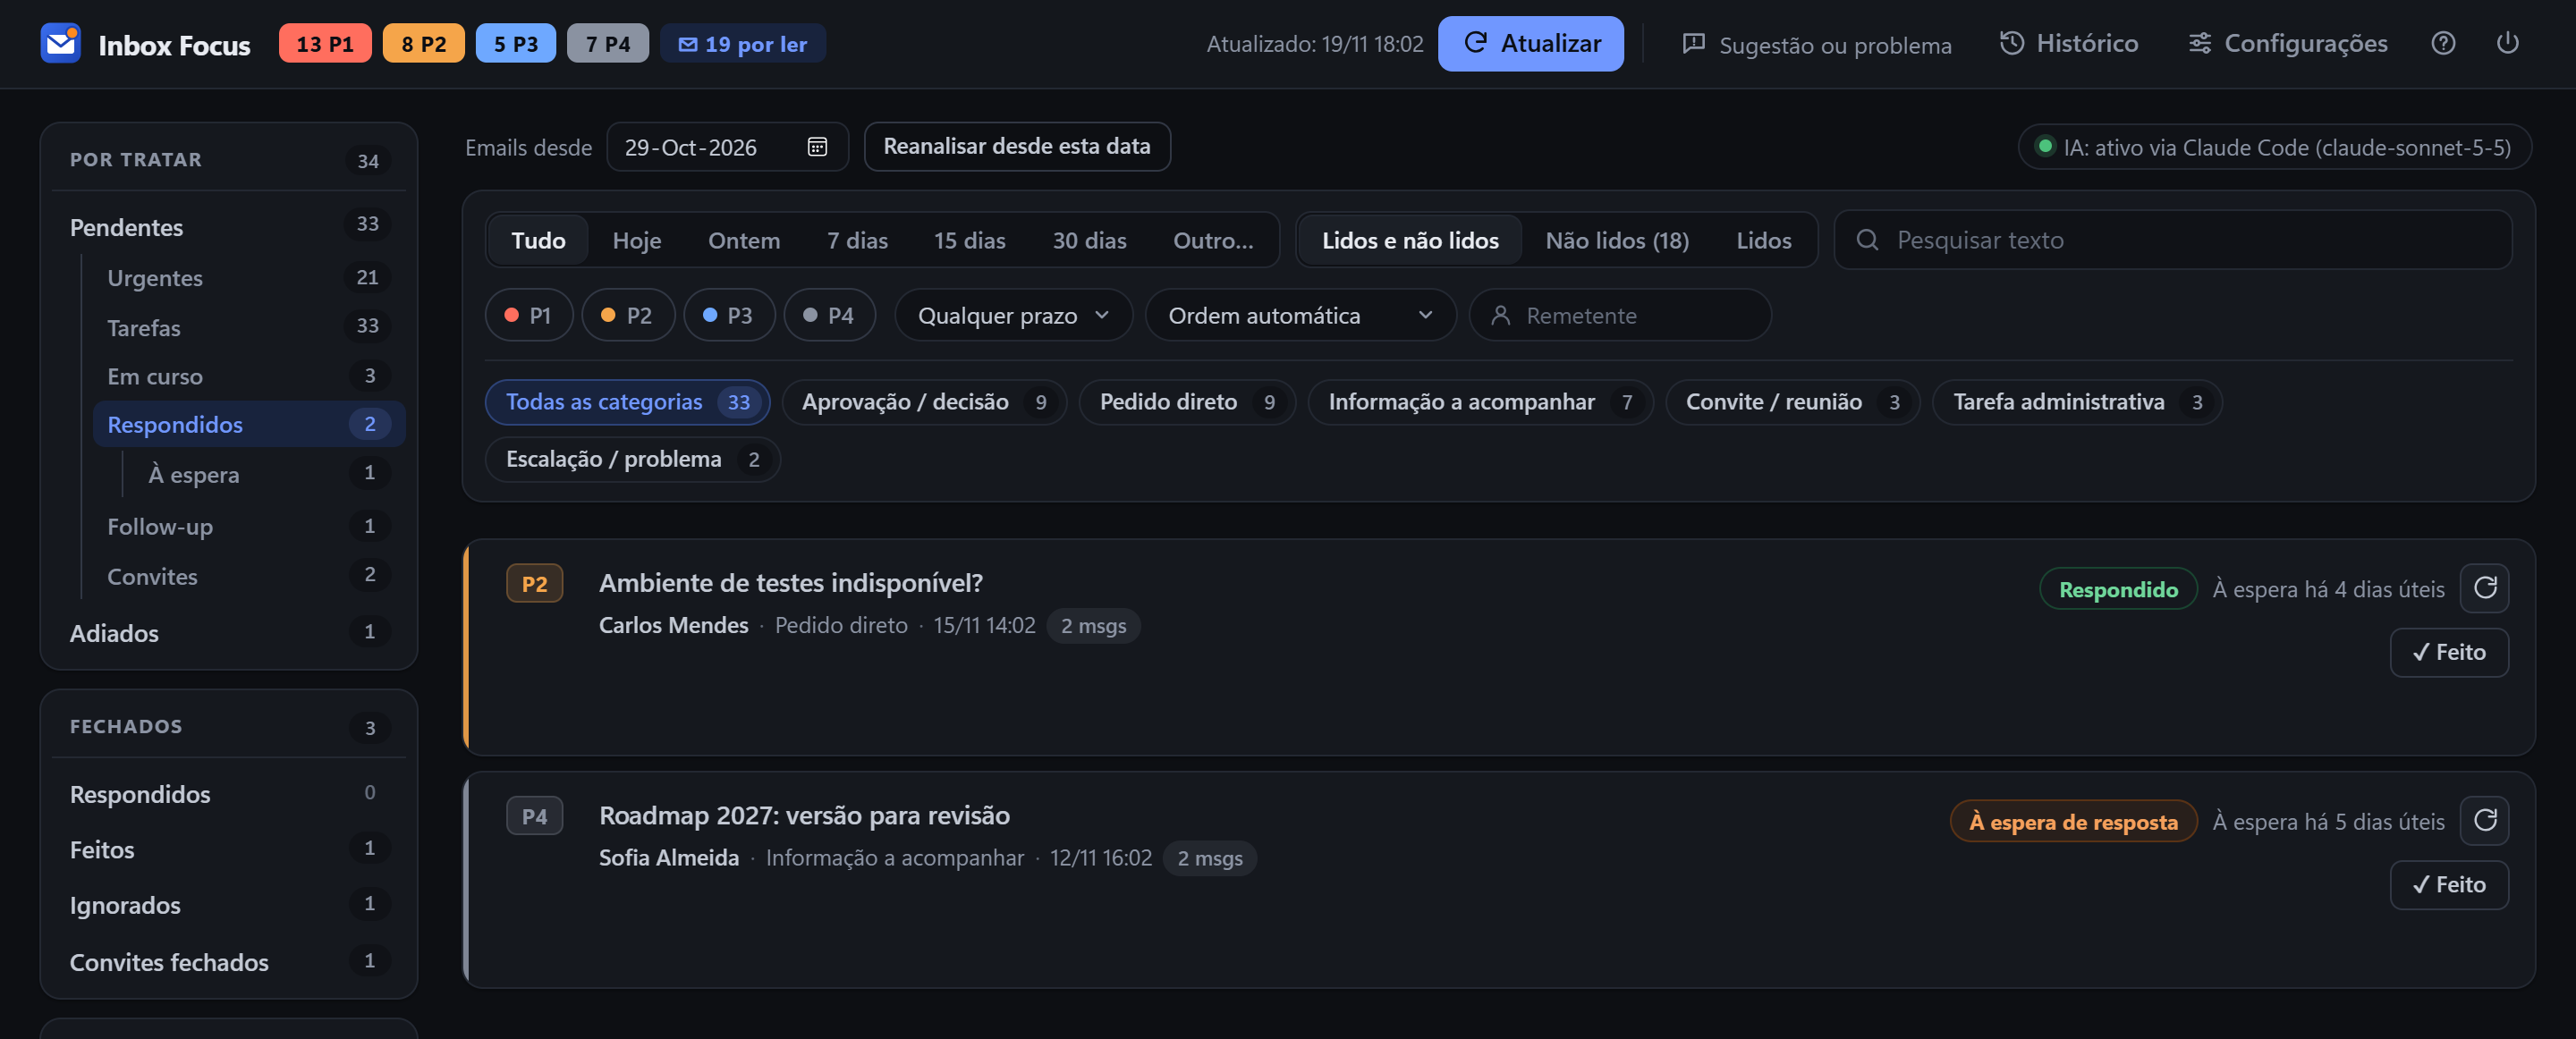 Inbox Focus
13 P1
8 P2
5 P3
7 P4
19 por ler
Atualizado: 19/11 18:02
Atualizar
Sugestão ou problema
Histórico
Configurações
POR TRATAR 34
Pendentes 33
Urgentes 21
Tarefas 33
Em curso 3
Respondidos 2
À espera 1
Follow-up 1
Convites 2
Adiados 1
FECHADOS 3
Respondidos 0
Feitos 1
Ignorados 1
Convites fechados 1
Emails desde 29-Oct-2026 Reanalisar desde esta data
IA: ativo via Claude Code (claude-sonnet-5-5)
Tudo Hoje Ontem 7 dias 15 dias 30 dias Outro...
Lidos e não lidos Não lidos (18) Lidos
Pesquisar texto
P1 P2 P3 P4 Qualquer prazo Ordem automática Remetente
Todas as categorias 33 Aprovação / decisão 9 Pedido direto 9 Informação a acompanhar 7 Convite / reunião 3 Tarefa administrativa 3
Escalação / problema 2
P2 Ambiente de testes indisponível?
Carlos Mendes · Pedido direto · 15/11 14:02 2 msgs
Respondido À espera há 4 dias úteis
✓ Feito
P4 Roadmap 2027: versão para revisão
Sofia Almeida · Informação a acompanhar · 12/11 16:02 2 msgs
À espera de resposta À espera há 5 dias úteis
✓ Feito